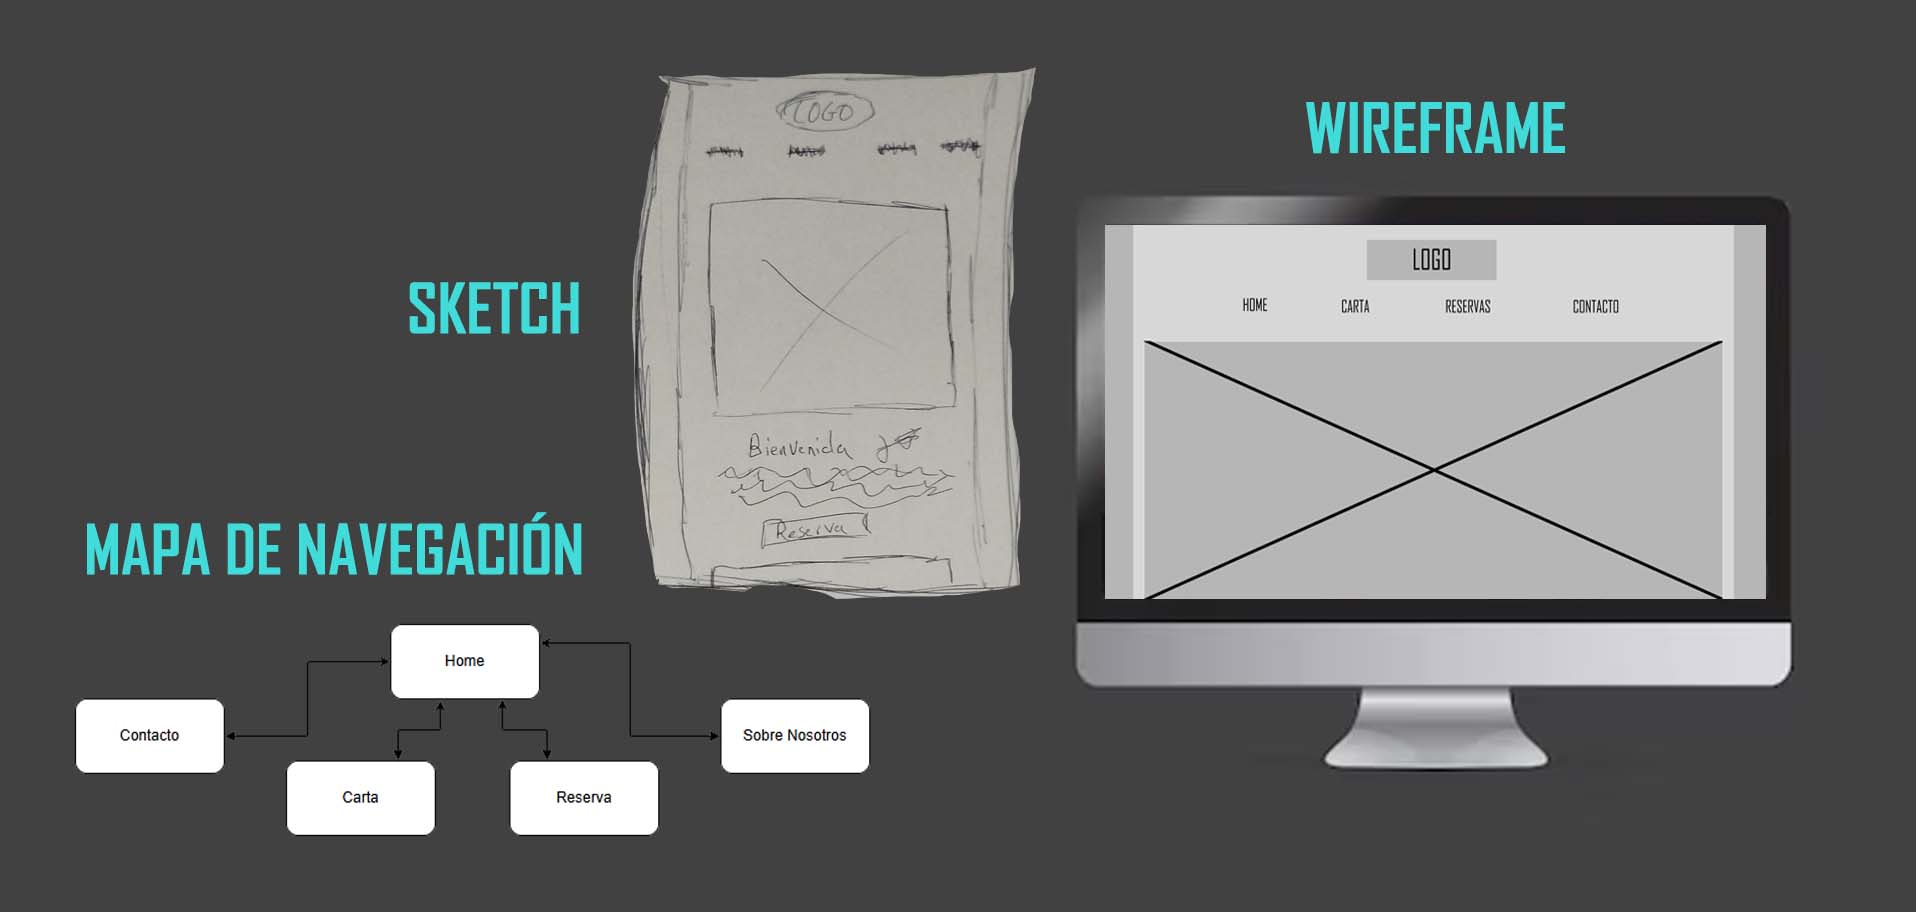 WIREFRAME
SKETCH
MAPA DE NAVEGACIÓN
LOGO
Bienvenida
Reserva
LOGO
HOME CARTA RESERVAS CONTACTO
Home
Contacto
Sobre Nosotros
Carta
Reserva